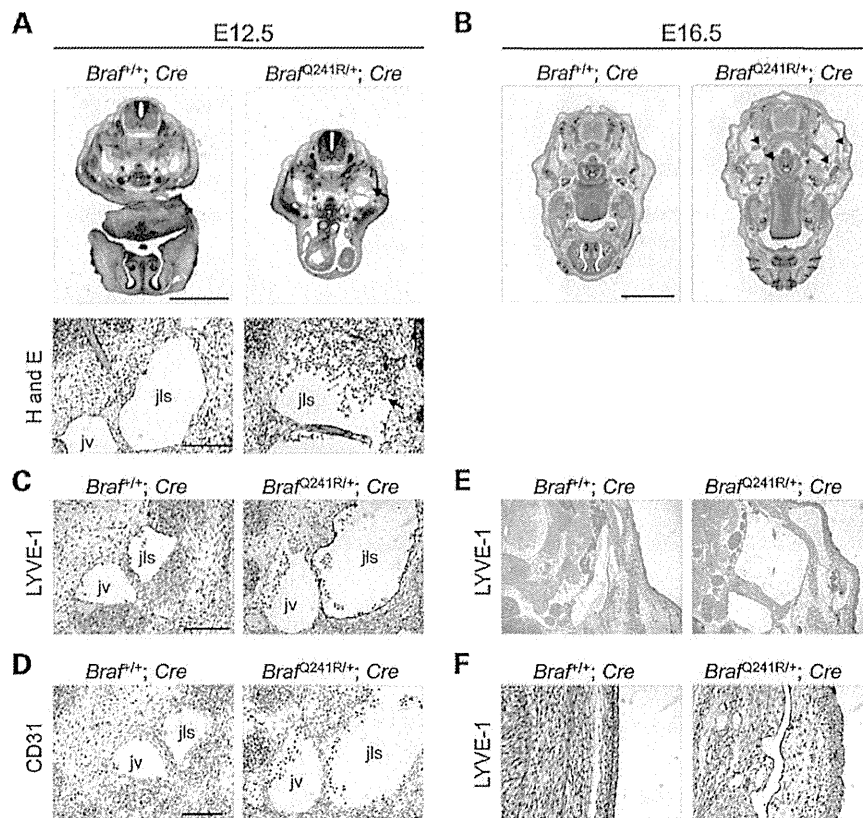 A
E12.5
Braf+/+; Cre
BrafQ241R/+; Cre
B
E16.5
Braf+/+; Cre
BrafQ241R/+; Cre
H and E
jls
jv
jls
C
Braf+/+; Cre
BrafQ241R/+; Cre
LYVE-1
jls
jv
jls
jv
D
Braf+/+; Cre
BrafQ241R/+; Cre
CD31
jls
jv
jls
jv
E
Braf+/+; Cre
BrafQ241R/+; Cre
LYVE-1
F
Braf+/+; Cre
BrafQ241R/+; Cre
LYVE-1